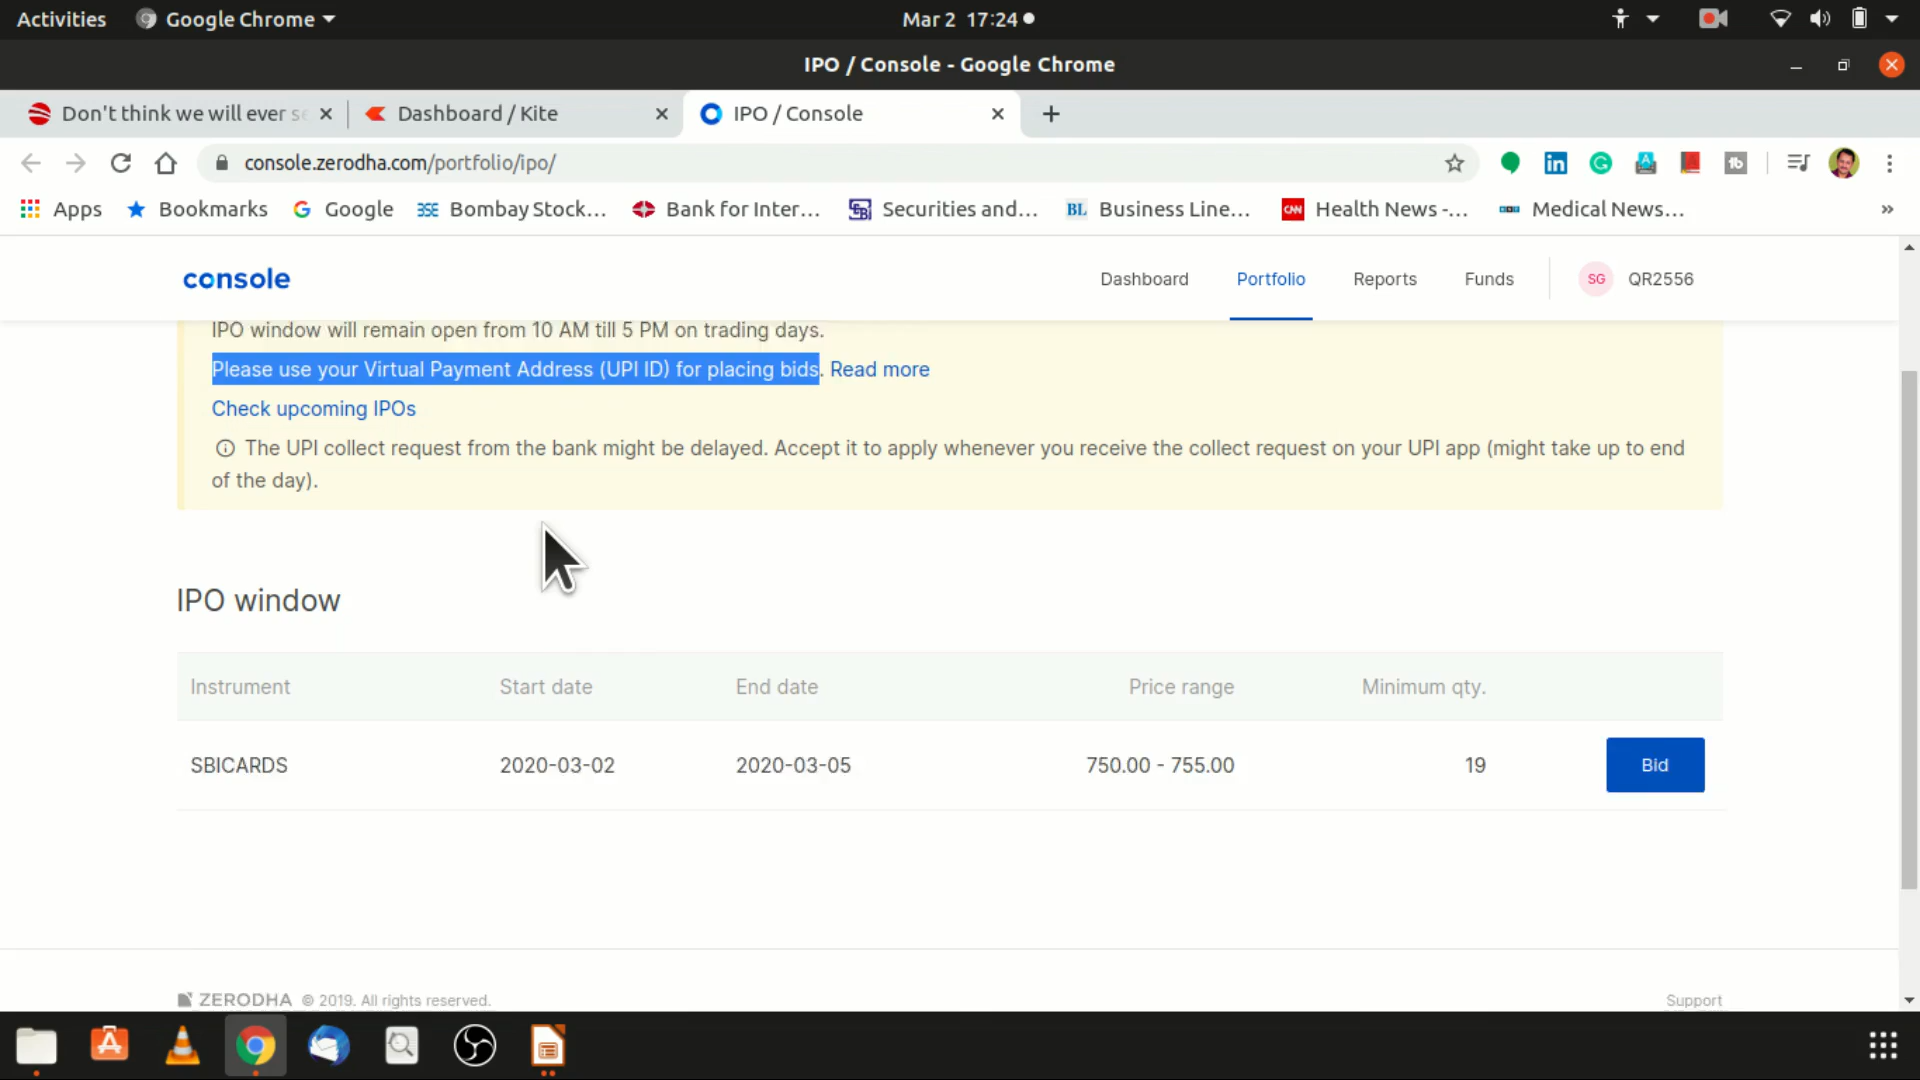 Activities Google Chrome Mar 2 17:24
IPO / Console - Google Chrome
Don't think we will ever se Dashboard / Kite IPO / Console
console.zerodha.com/portfolio/ipo/
Apps Bookmarks Google Bombay Stock... Bank for Inter... Securities and... BL Business Line... CNN Health News -... Medical News...
console Dashboard Portfolio Reports Funds SG QR2556
IPO window will remain open from 10 AM till 5 PM on trading days.
Please use your Virtual Payment Address (UPI ID) for placing bids. Read more
Check upcoming IPOs
The UPI collect request from the bank might be delayed. Accept it to apply whenever you receive the collect request on your UPI app (might take up to end
of the day).
IPO window
Instrument Start date End date Price range Minimum qty.
SBICARDS 2020-03-02 2020-03-05 750.00 - 755.00 19 Bid
ZERODHA © 2019. All rights reserved. Support